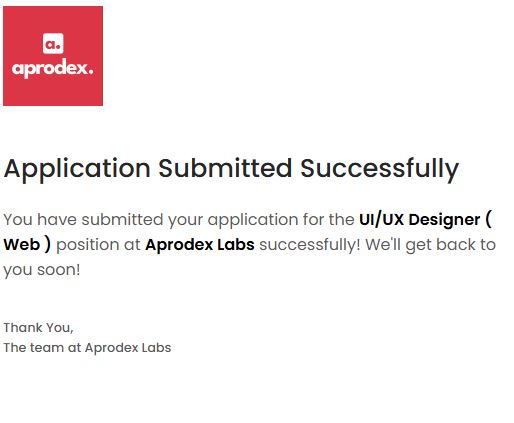 a.
aprodex.
Application Submitted Successfully
You have submitted your application for the UI/UX Designer (
Web ) position at Aprodex Labs successfully! We'll get back to
you soon!
Thank You,
The team at Aprodex Labs